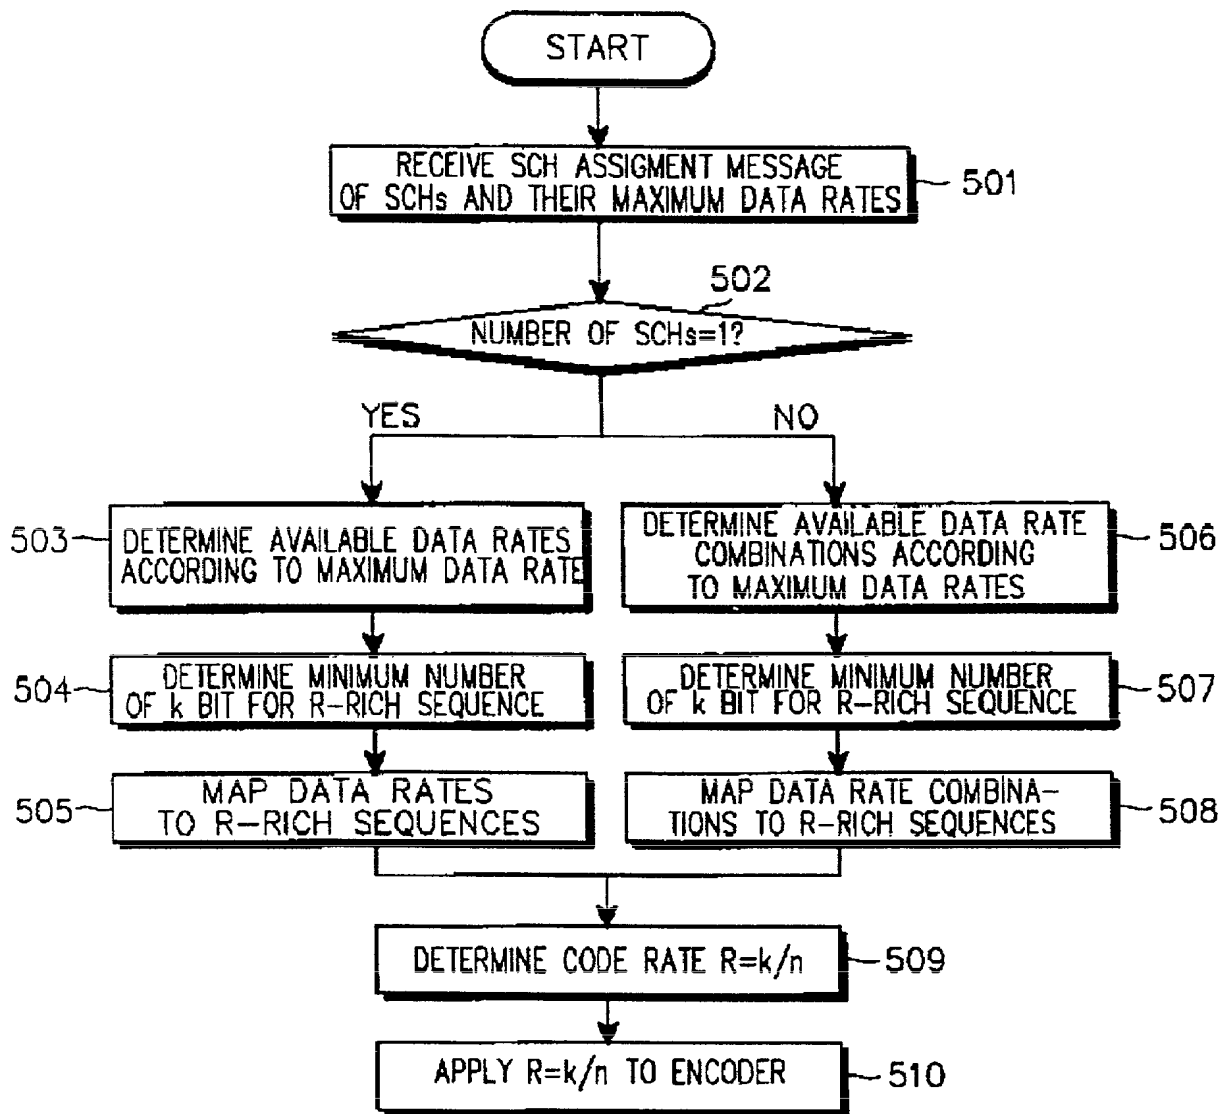 START
RECEIVE SCH ASSIGMENT MESSAGE
OF SCHs AND THEIR MAXIMUM DATA RATES
501
502
NUMBER OF SCHs=1?
YES
NO
503
DETERMINE AVAILABLE DATA RATES
ACCORDING TO MAXIMUM DATA RATE
DETERMINE AVAILABLE DATA RATE
COMBINATIONS ACCORDING
TO MAXIMUM DATA RATES
506
504
DETERMINE MINIMUM NUMBER
OF k BIT FOR R-RICH SEQUENCE
DETERMINE MINIMUM NUMBER
OF k BIT FOR R-RICH SEQUENCE
507
505
MAP DATA RATES
TO R-RICH SEQUENCES
MAP DATA RATE COMBINA-
TIONS TO R-RICH SEQUENCES
508
DETERMINE CODE RATE R=k/n
509
APPLY R=k/n TO ENCODER
510